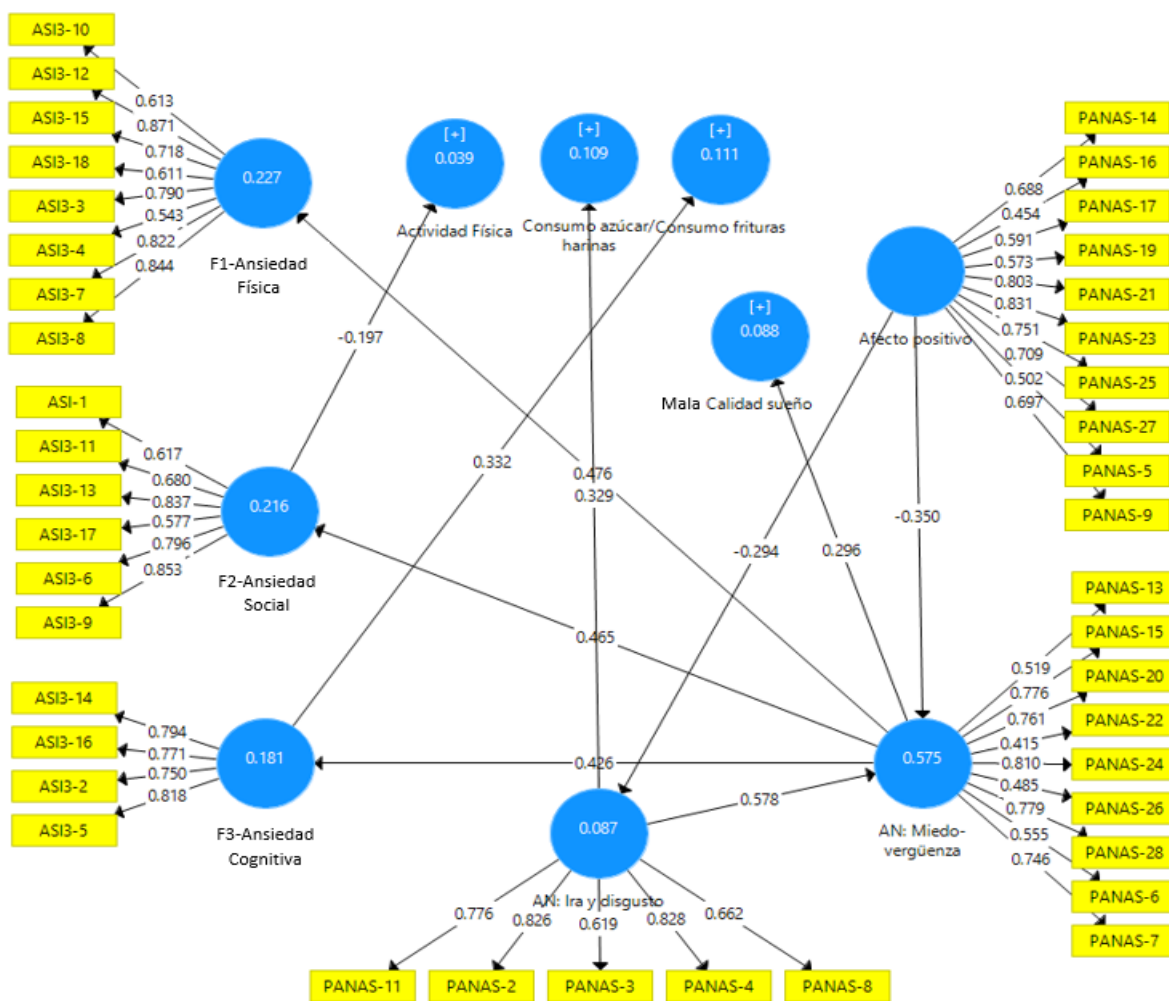 ASI3-10
ASI3-12
ASI3-15
ASI3-18
ASI3-3
ASI3-4
ASI3-7
ASI3-8
0.613
0.871
0.718
0.611
0.790
0.543
0.822
0.844
0.227
F1-Ansiedad
Física
[+]
0.039
Actividad Física
[+]
0.109
Consumo azúcar/
harinas
[+]
0.111
Consumo frituras
[+]
0.088
Mala Calidad sueño
Afecto positivo
0.688
0.454
0.591
0.573
0.803
0.831
0.751
0.709
0.502
0.697
PANAS-14
PANAS-16
PANAS-17
PANAS-19
PANAS-21
PANAS-23
PANAS-25
PANAS-27
PANAS-5
PANAS-9
-0.197
0.332
0.476
0.329
-0.294
0.296
-0.350
0.465
0.426
0.578
ASI-1
ASI3-11
ASI3-13
ASI3-17
ASI3-6
ASI3-9
0.617
0.680
0.837
0.577
0.796
0.853
0.216
F2-Ansiedad
Social
ASI3-14
ASI3-16
ASI3-2
ASI3-5
0.794
0.771
0.750
0.818
0.181
F3-Ansiedad
Cognitiva
0.087
AN: Ira y disgusto
0.776
0.826
0.619
0.828
0.662
PANAS-11
PANAS-2
PANAS-3
PANAS-4
PANAS-8
0.575
AN: Miedo-
vergüenza
0.519
0.776
0.761
0.415
0.810
0.485
0.779
0.555
0.746
PANAS-13
PANAS-15
PANAS-20
PANAS-22
PANAS-24
PANAS-26
PANAS-28
PANAS-6
PANAS-7